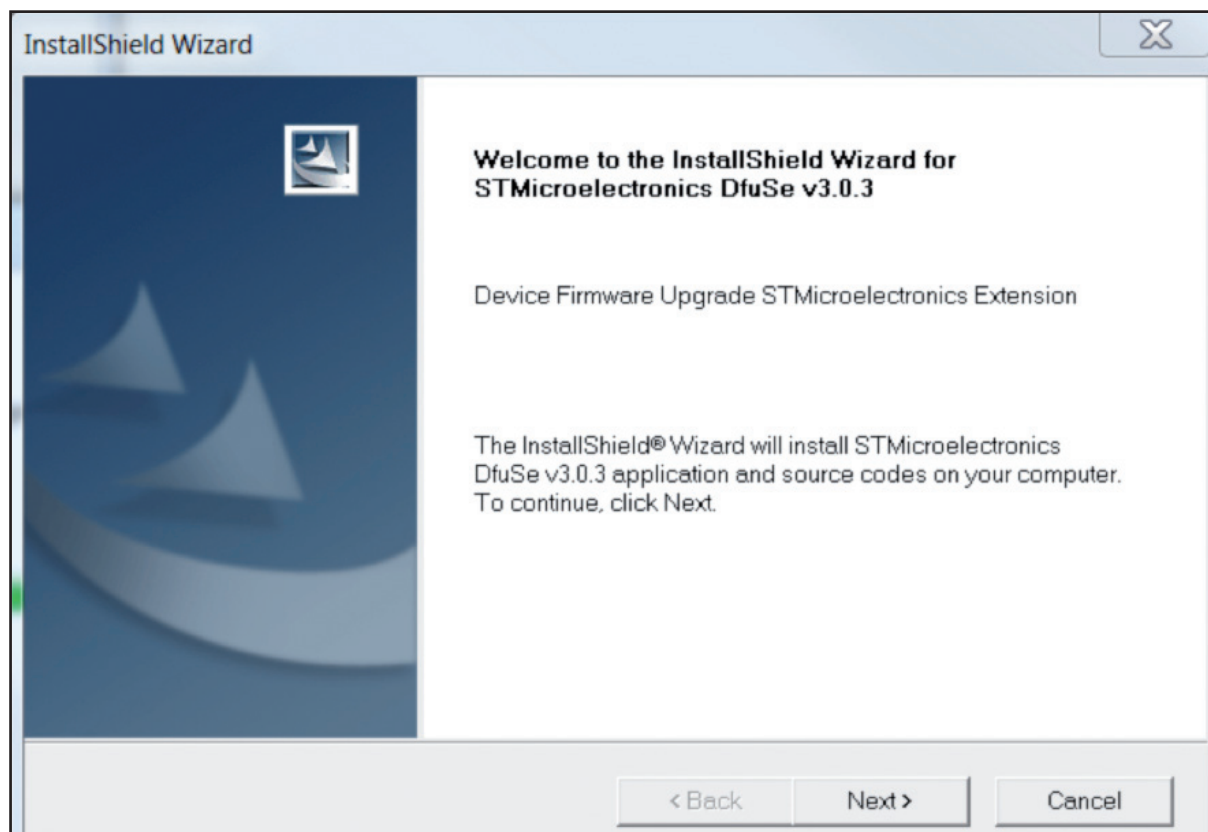 InstallShield Wizard
Welcome to the InstallShield Wizard for
STMicroelectronics DfuSe v3.0.3
Device Firmware Upgrade STMicroelectronics Extension
The InstallShield® Wizard will install STMicroelectronics
DfuSe v3.0.3 application and source codes on your computer.
To continue, click Next.
< Back Next > Cancel